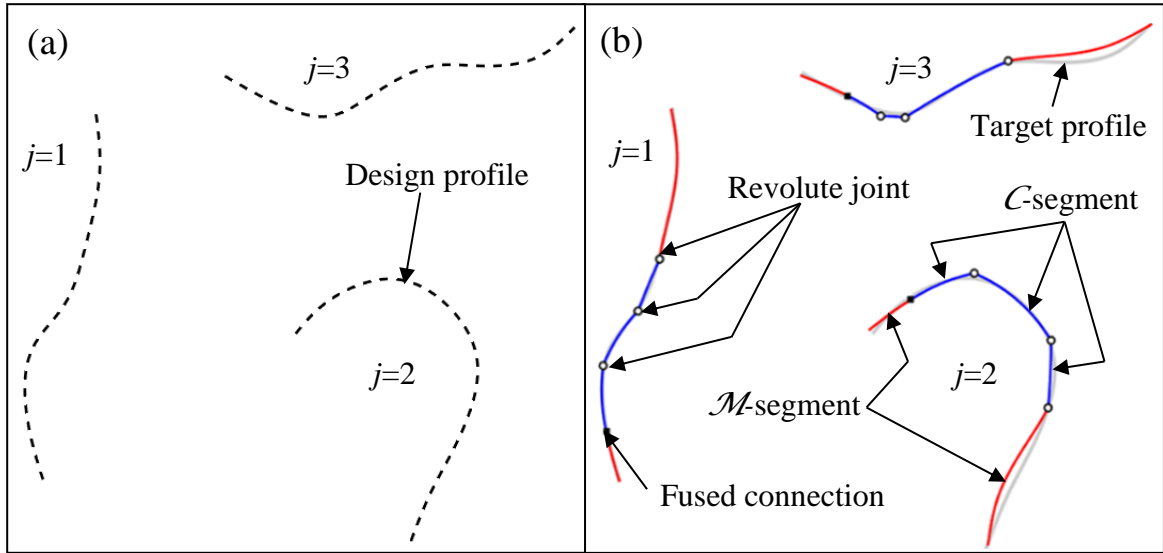 (a)
j=3
j=1
Design profile
j=2
(b)
j=3
Target profile
j=1
Revolute joint
𝒞-segment
j=2
ℳ-segment
Fused connection